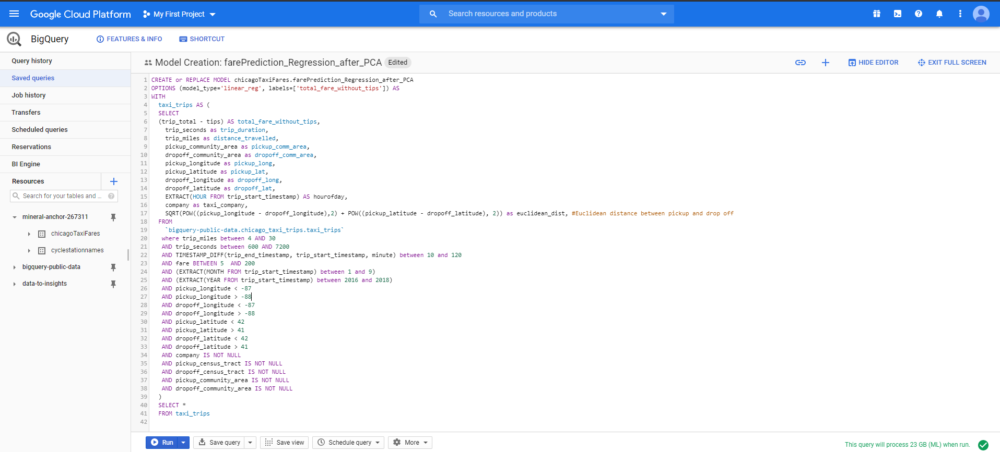 Google Cloud Platform My First Project Search resources and products
BigQuery FEATURES & INFO SHORTCUT
Query history
Saved queries
Job history
Transfers
Scheduled queries
Reservations
BI Engine
Resources
Search for your tables and ...
mineral-anchor-267311
chicagoTaxiFares
cyclestationnames
bigquery-public-data
data-to-insights
Model Creation: farePrediction_Regression_after_PCA Edited HIDE EDITOR EXIT FULL SCREEN
1 CREATE or REPLACE MODEL chicagoTaxiFares.farePrediction_Regression_after_PCA
2 OPTIONS (model_type='linear_reg', labels=['total_fare_without_tips']) AS
3 WITH
4 taxi_trips AS (
5 SELECT
6 (trip_total - tips) AS total_fare_without_tips,
7 trip_seconds as trip_duration,
8 trip_miles as distance_travelled,
9 pickup_community_area as pickup_comm_area,
10 dropoff_community_area as dropoff_comm_area,
11 pickup_longitude as pickup_long,
12 pickup_latitude as pickup_lat,
13 dropoff_longitude as dropoff_long,
14 dropoff_latitude as dropoff_lat,
15 EXTRACT(HOUR FROM trip_start_timestamp) AS hourofday,
16 company as taxi_company,
17 SQRT(POW((pickup_longitude - dropoff_longitude),2) + POW((pickup_latitude - dropoff_latitude), 2)) as euclidean_dist, #Euclidean distance between pickup and drop off
18 FROM
19 `bigquery-public-data.chicago_taxi_trips.taxi_trips`
20 where trip_miles between 4 AND 30
21 AND trip_seconds between 600 AND 7200
22 AND TIMESTAMP_DIFF(trip_end_timestamp, trip_start_timestamp, minute) between 10 and 120
23 AND fare BETWEEN 5 AND 200
24 AND (EXTRACT(MONTH FROM trip_start_timestamp) between 1 and 9)
25 AND (EXTRACT(YEAR FROM trip_start_timestamp) between 2016 and 2018)
26 AND pickup_longitude < -87
27 AND pickup_longitude > -88
28 AND dropoff_longitude < -87
29 AND dropoff_longitude > -88
30 AND pickup_latitude < 42
31 AND pickup_latitude > 41
32 AND dropoff_latitude < 42
33 AND dropoff_latitude > 41
34 AND company IS NOT NULL
35 AND pickup_census_tract IS NOT NULL
36 AND dropoff_census_tract IS NOT NULL
37 AND pickup_community_area IS NOT NULL
38 AND dropoff_community_area IS NOT NULL
39 )
40 SELECT *
41 FROM taxi_trips
42
Run Save query Save view Schedule query More
This query will process 23 GB (ML) when run.